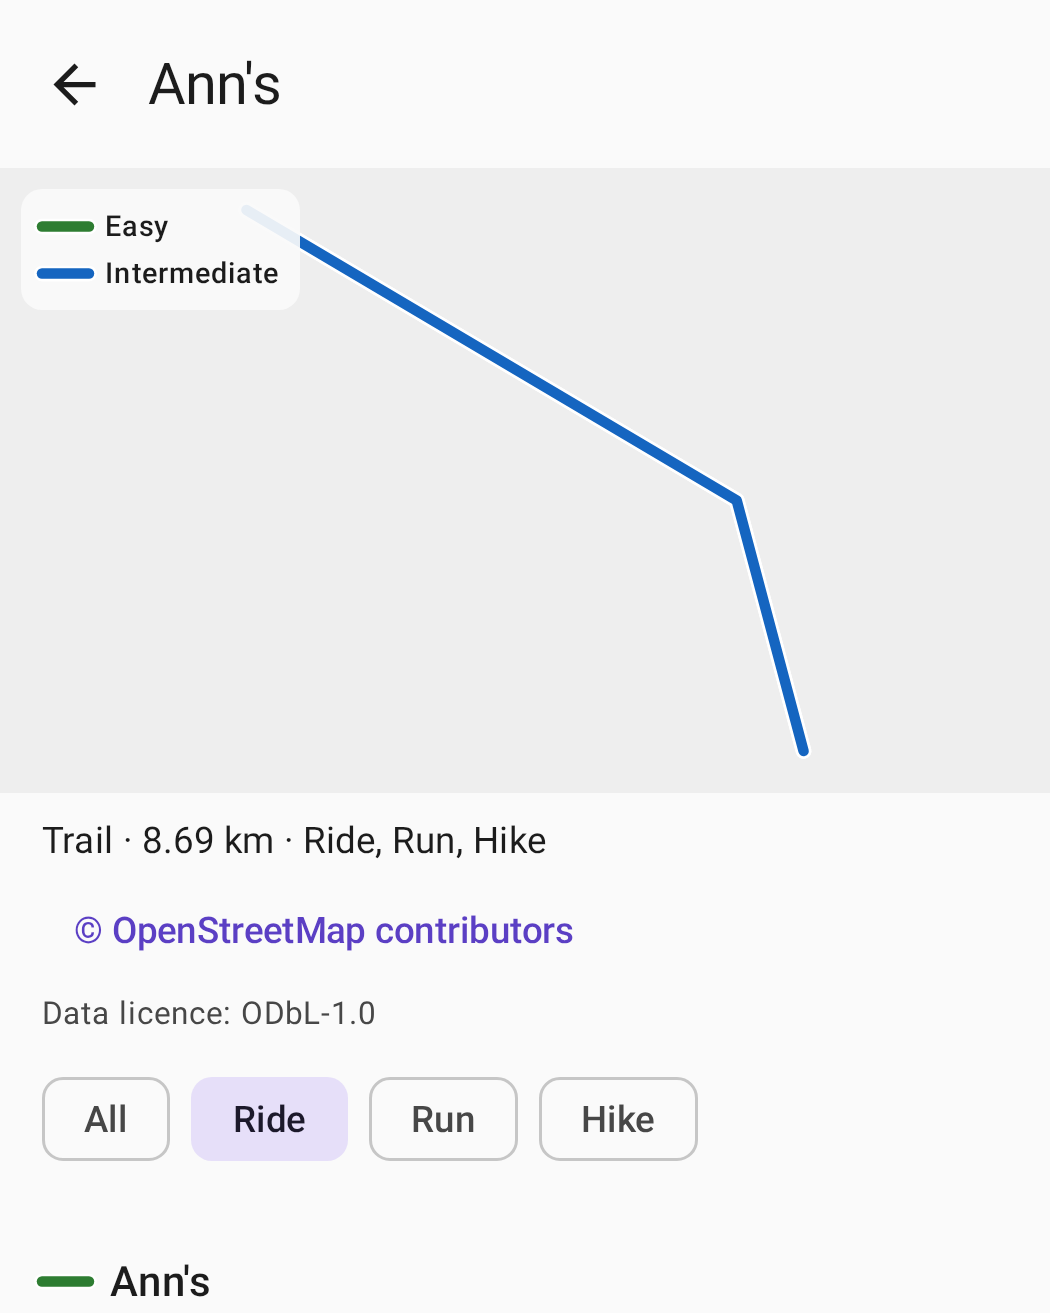 Ann's
Easy
Intermediate
Trail · 8.69 km · Ride, Run, Hike
© OpenStreetMap contributors
Data licence: ODbL-1.0
All Ride Run Hike
Ann's